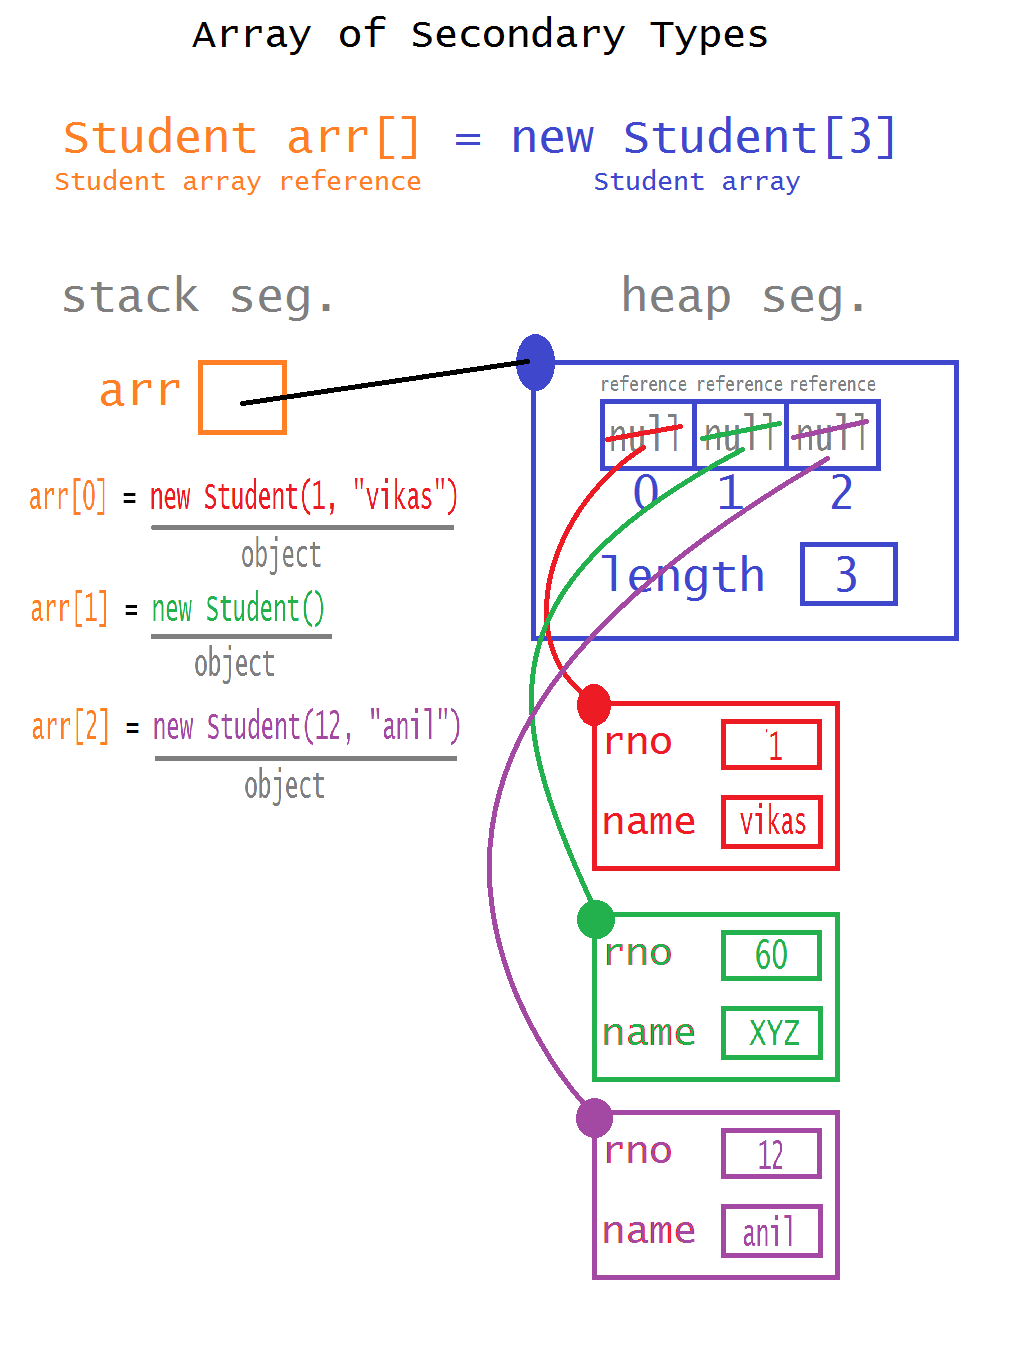 Array of Secondary Types
Student arr[] = new Student[3]
Student array reference Student array
stack seg. heap seg.
arr
reference reference reference
null null null
0 1 2
length 3
arr[0] = new Student(1, "vikas")
object
arr[1] = new Student()
object
arr[2] = new Student(12, "anil")
object
rno 1
name vikas
rno 60
name XYZ
rno 12
name anil